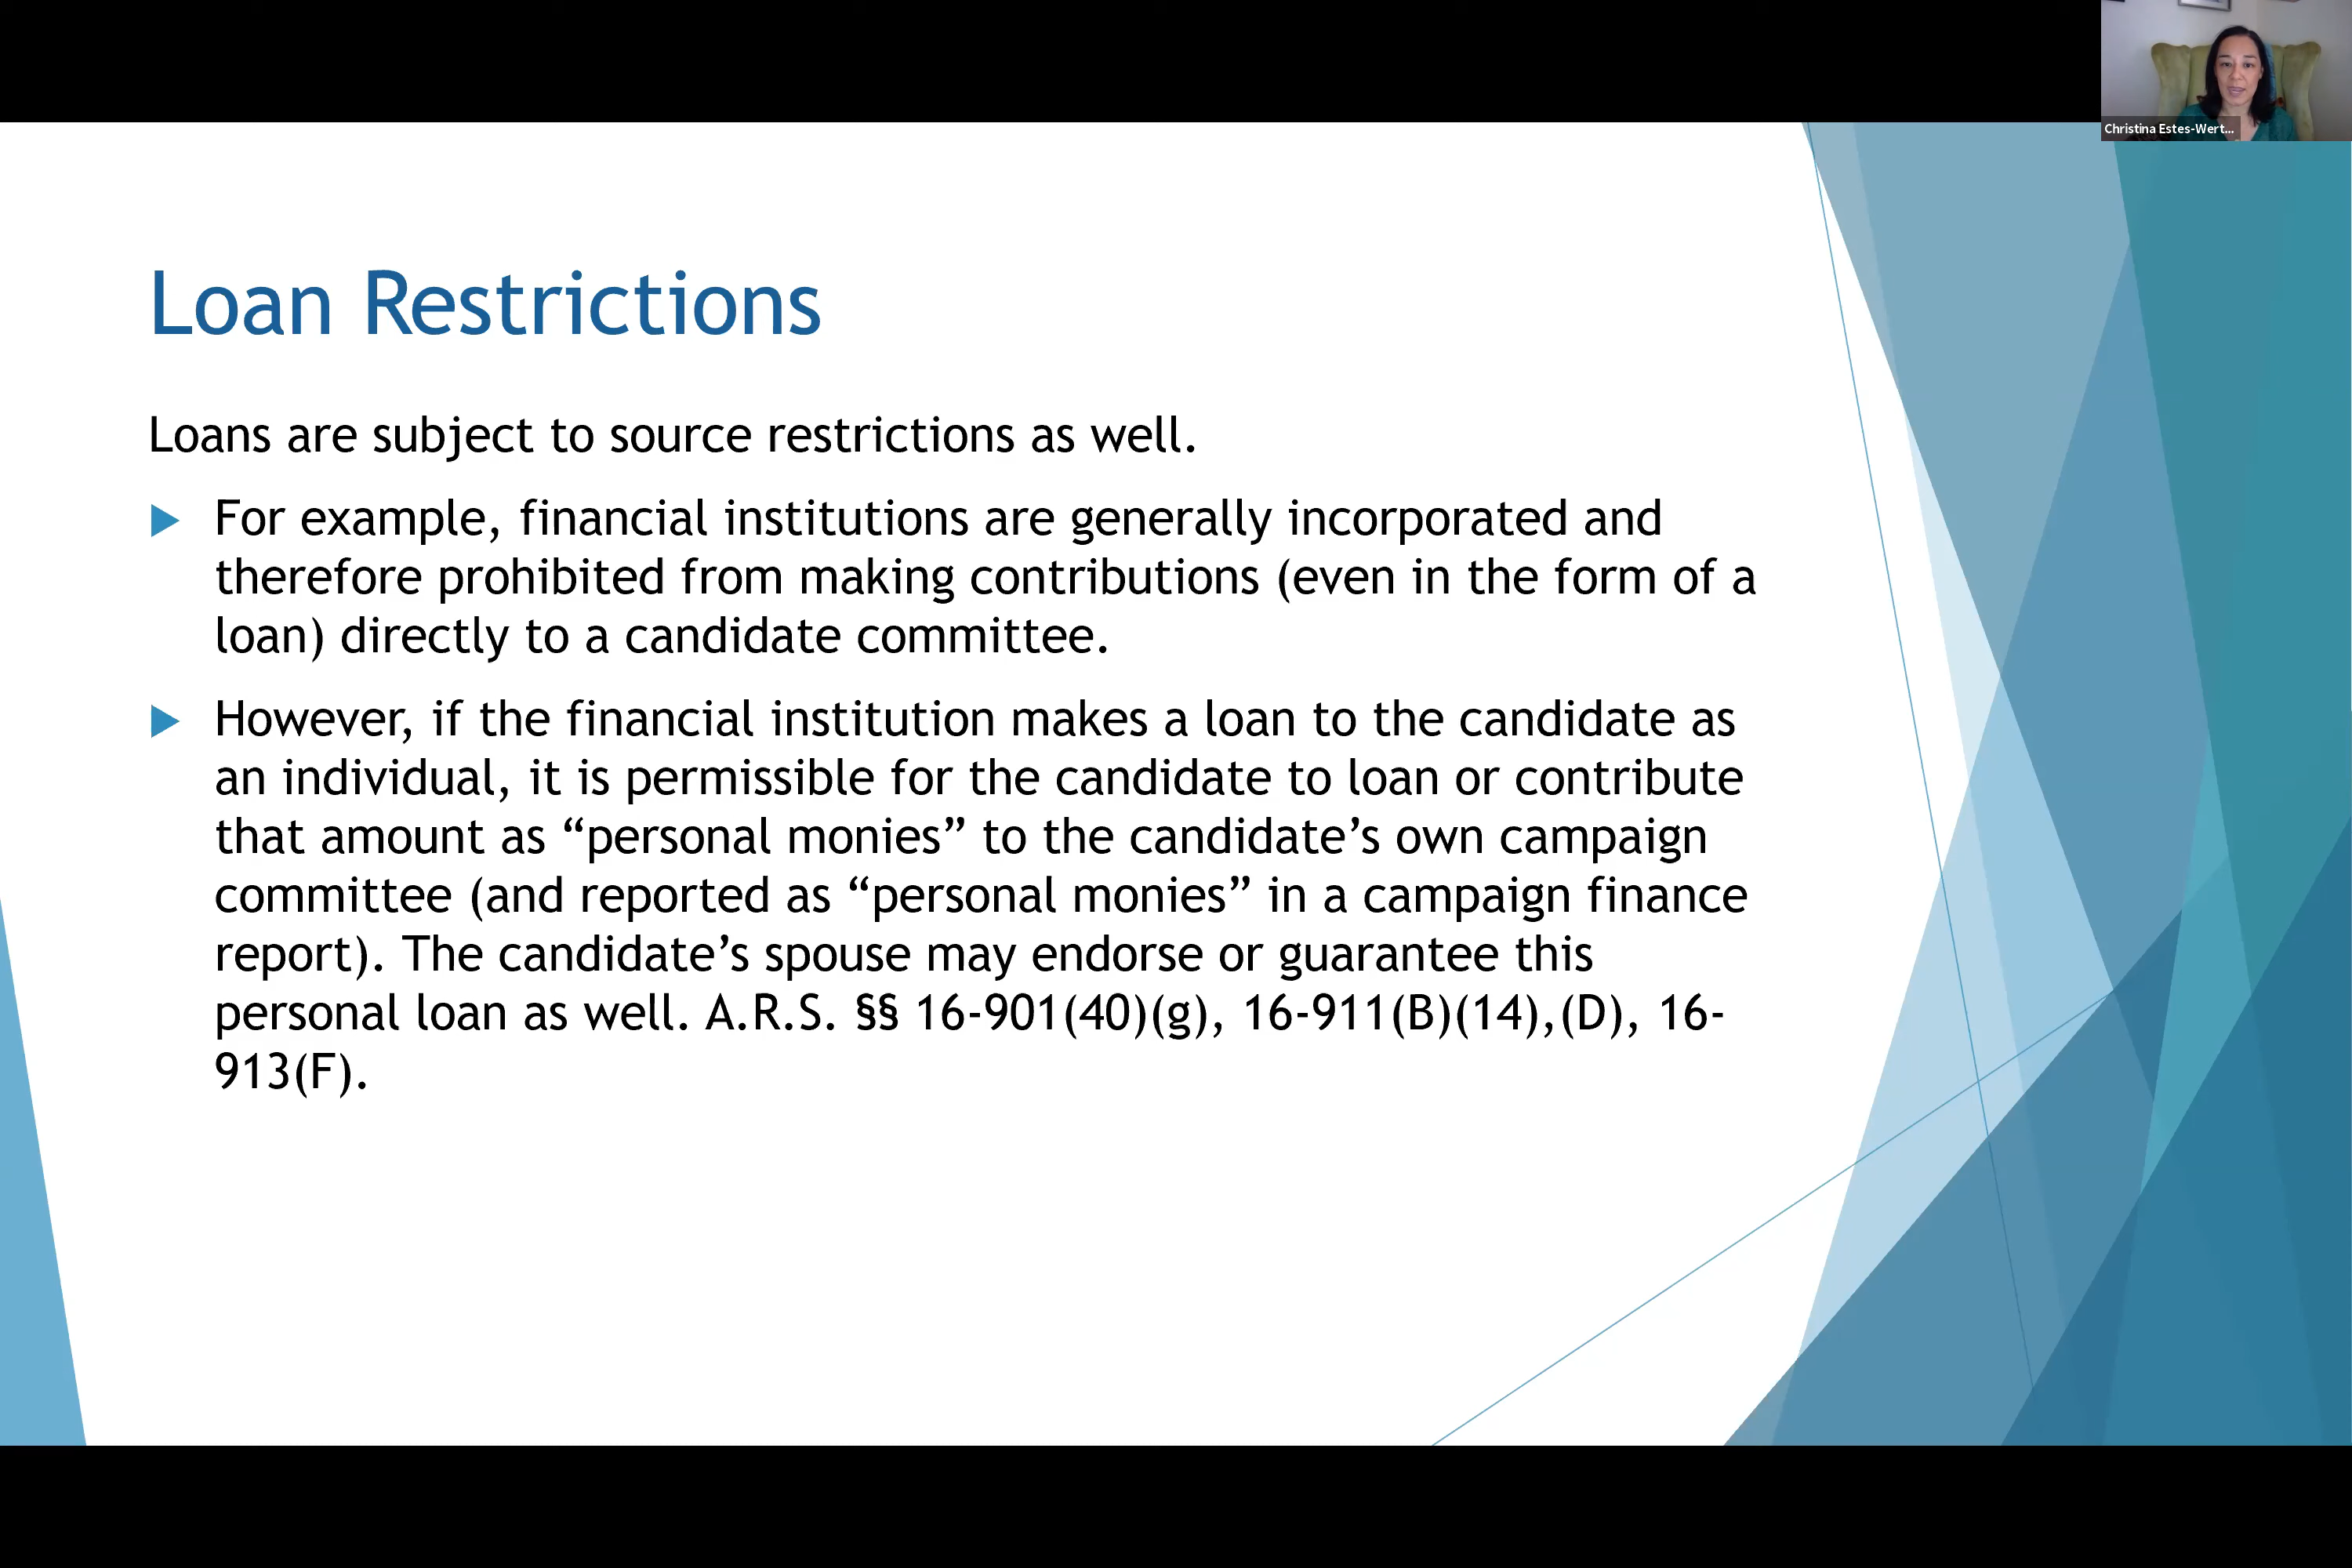 Christina Estes-Wert...
Loan Restrictions
Loans are subject to source restrictions as well.
For example, financial institutions are generally incorporated and
therefore prohibited from making contributions (even in the form of a
loan) directly to a candidate committee.
However, if the financial institution makes a loan to the candidate as
an individual, it is permissible for the candidate to loan or contribute
that amount as “personal monies” to the candidate’s own campaign
committee (and reported as “personal monies” in a campaign finance
report). The candidate’s spouse may endorse or guarantee this
personal loan as well. A.R.S. §§ 16-901(40)(g), 16-911(B)(14),(D), 16-
913(F).